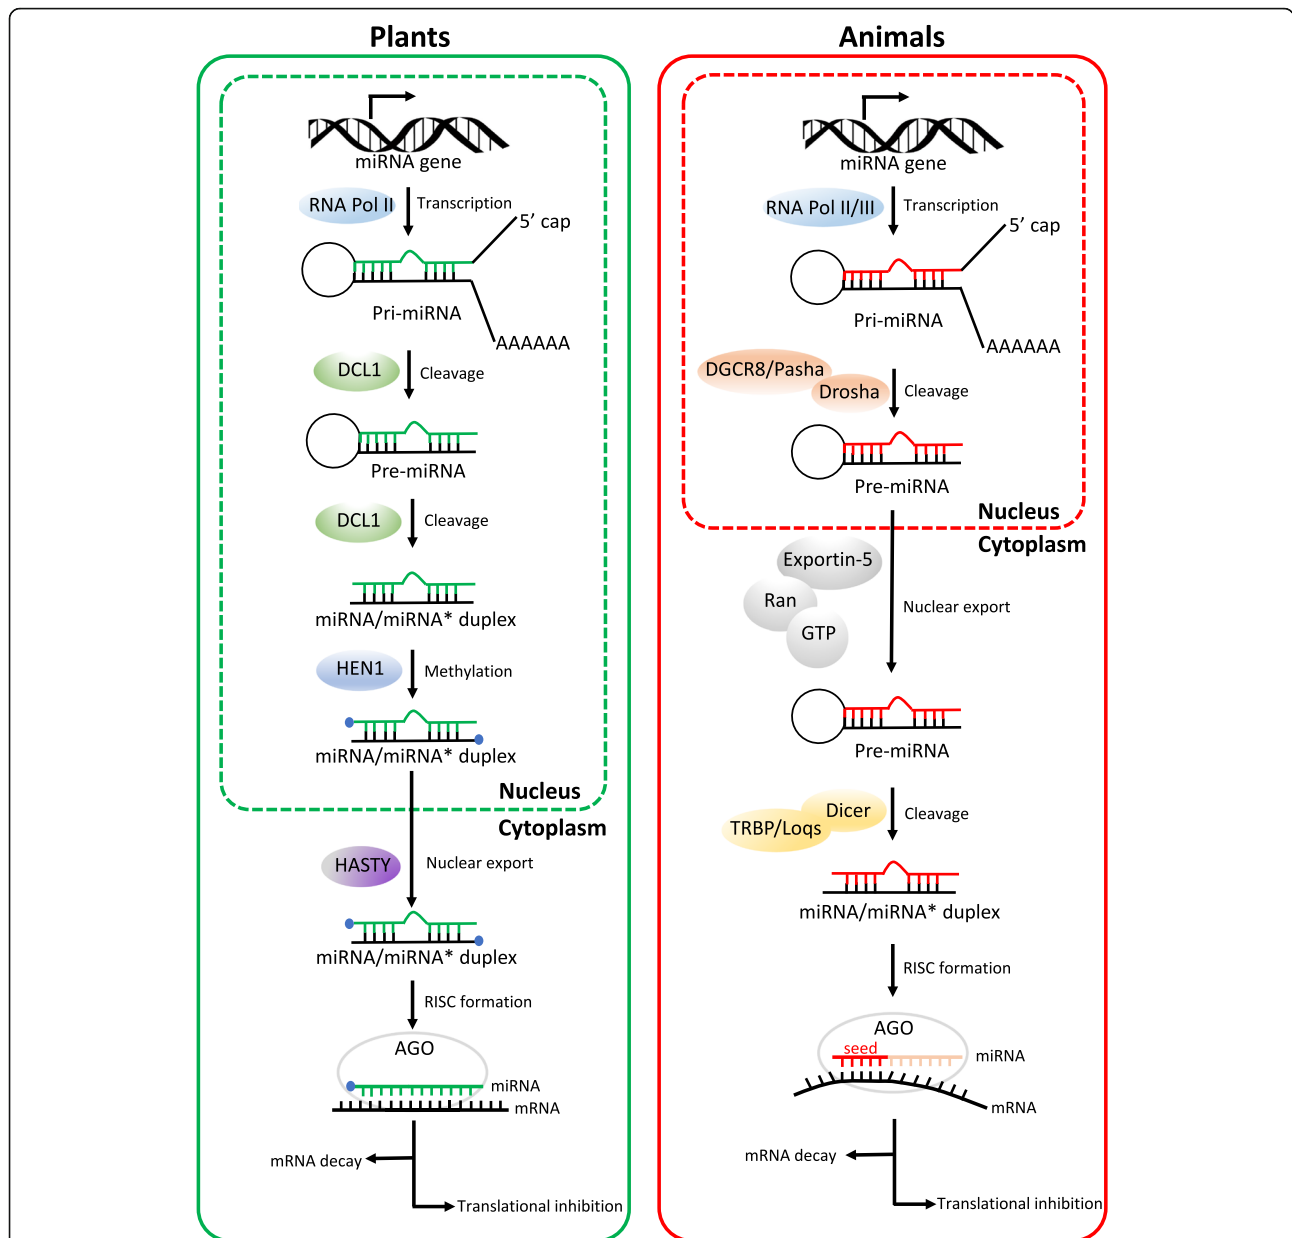 Plants
miRNA gene
RNA Pol II
Transcription
5’ cap
Pri-miRNA
AAAAAA
DCL1
Cleavage
Pre-miRNA
DCL1
Cleavage
miRNA/miRNA* duplex
HEN1
Methylation
miRNA/miRNA* duplex
Nucleus
Cytoplasm
HASTY
Nuclear export
miRNA/miRNA* duplex
RISC formation
AGO
miRNA
mRNA
mRNA decay
Translational inhibition
Animals
miRNA gene
RNA Pol II/III
Transcription
5’ cap
Pri-miRNA
AAAAAA
DGCR8/Pasha
Drosha
Cleavage
Pre-miRNA
Nucleus
Cytoplasm
Exportin-5
Ran
GTP
Nuclear export
Pre-miRNA
Dicer
TRBP/Loqs
Cleavage
miRNA/miRNA* duplex
RISC formation
AGO
seed
miRNA
mRNA
mRNA decay
Translational inhibition